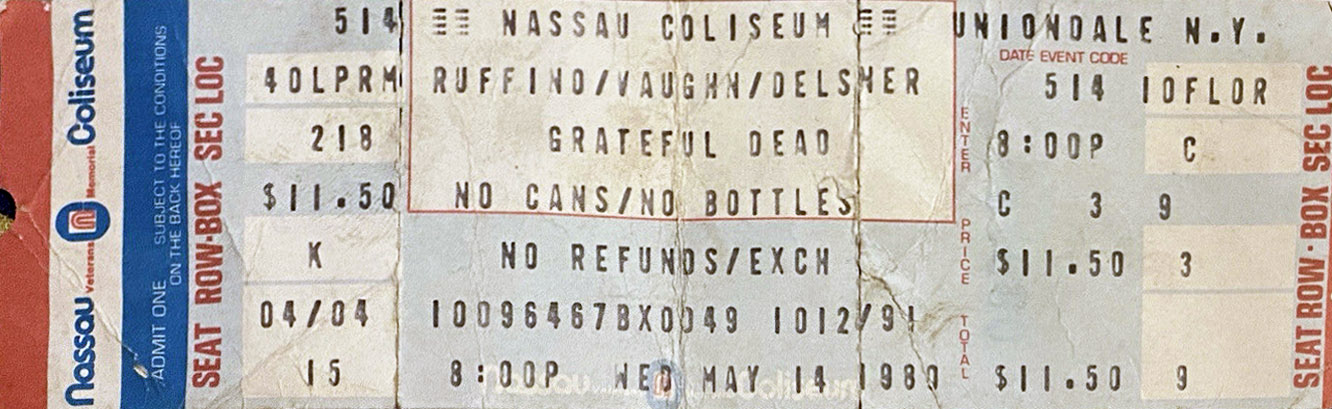 Nassau Veterans Memorial Coliseum
ADMIT ONE SUBJECT TO THE CONDITIONS
ON THE BACK HEREOF
SEAT ROW-BOX SEC LOC
514
40LPRM
218
$11.50
K
04/04
15
NASSAU COLISEUM
RUFFINO/VAUGHN/DELSNER
GRATEFUL DEAD
NO CANS/NO BOTTLES
NO REFUNDS/EXCH
10096467BX0049 1012/91
8:00P WED MAY 14 1980
UNIONDALE N.Y.
DATE EVENT CODE
ENTER PRICE TOTAL
514 10FLOR
8:00P C
C 3 9
$11.50 3
$11.50 9
SEAT ROW-BOX SEC LOC
Nassau Coliseum